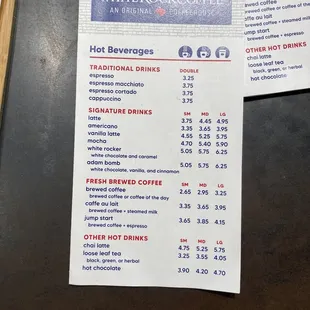 AN ORIGINAL COFFEEHOUSE
Hot Beverages
TRADITIONAL DRINKS DOUBLE
espresso 3.25
espresso macchiato 3.75
espresso cortado 3.75
cappuccino 3.75
SIGNATURE DRINKS SM MD LG
latte 3.75 4.45 4.95
americano 3.35 3.65 3.95
vanilla latte 4.55 5.25 5.75
mocha 4.70 5.40 5.90
white rocker 5.05 5.75 6.25
white chocolate and caramel
adam bomb 5.05 5.75 6.25
white chocolate, vanilla, and cinnamon
FRESH BREWED COFFEE SM MD LG
brewed coffee 2.65 2.95 3.25
brewed coffee or coffee of the day
caffe au lait 3.35 3.65 3.95
brewed coffee + steamed milk
jump start 3.65 3.85 4.15
brewed coffee + espresso
OTHER HOT DRINKS SM MD LG
chai latte 4.75 5.25 5.75
loose leaf tea 3.25 3.55 4.05
black, green, or herbal
hot chocolate 3.90 4.20 4.70
brewed coffee
caffe au lait
brewed coffee + steamed milk
jump start
brewed coffee + espresso
OTHER HOT DRINKS
chai latte
loose leaf tea
black, green, or herbal
hot chocolate